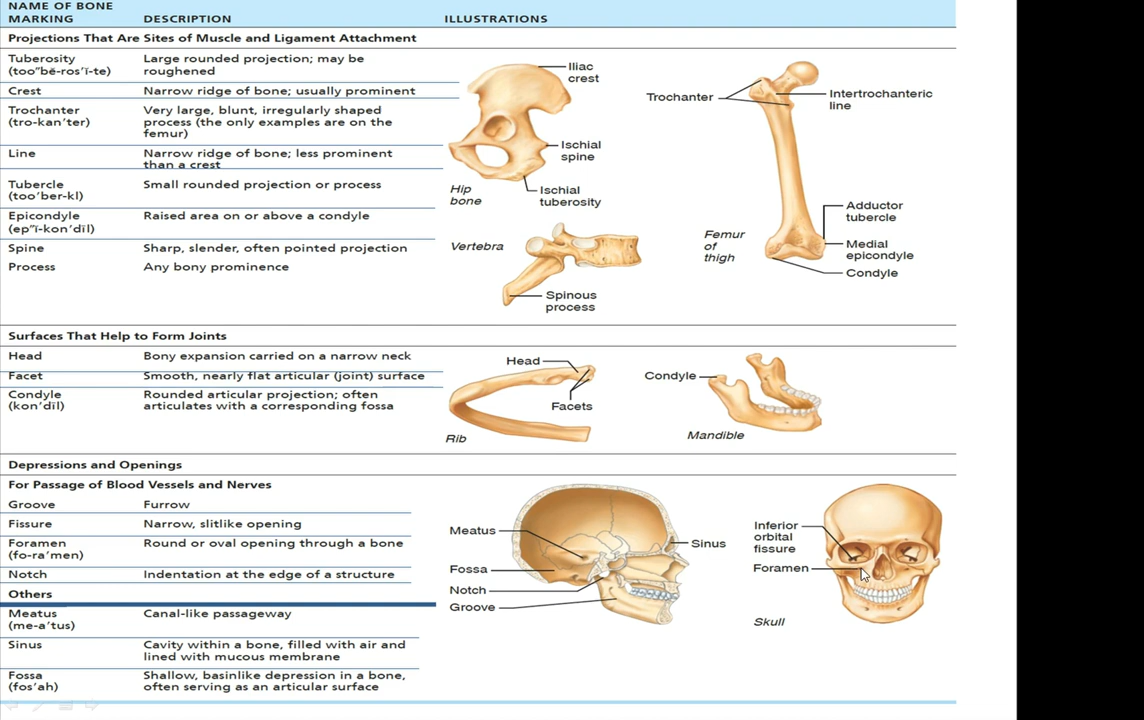 NAME OF BONE
MARKING DESCRIPTION ILLUSTRATIONS
Projections That Are Sites of Muscle and Ligament Attachment
Tuberosity Large rounded projection; may be
(too″bĕ-ros′ĭ-te) roughened
Crest Narrow ridge of bone; usually prominent
Trochanter Very large, blunt, irregularly shaped
(tro-kan′ter) process (the only examples are on the
femur)
Line Narrow ridge of bone; less prominent
than a crest
Tubercle Small rounded projection or process
(too′ber-kl)
Epicondyle Raised area on or above a condyle
(ep″ĭ-kon′dīl)
Spine Sharp, slender, often pointed projection
Process Any bony prominence
Iliac
crest
Ischial
spine
Ischial
tuberosity
Hip
bone
Vertebra
Spinous
process
Trochanter
Intertrochanteric
line
Adductor
tubercle
Medial
epicondyle
Condyle
Femur
of
thigh
Surfaces That Help to Form Joints
Head Bony expansion carried on a narrow neck
Facet Smooth, nearly flat articular (joint) surface
Condyle Rounded articular projection; often
(kon′dīl) articulates with a corresponding fossa
Head
Facets
Rib
Condyle
Mandible
Depressions and Openings
For Passage of Blood Vessels and Nerves
Groove Furrow
Fissure Narrow, slitlike opening
Foramen Round or oval opening through a bone
(fo-ra′men)
Notch Indentation at the edge of a structure
Others
Meatus Canal-like passageway
(me-a′tus)
Sinus Cavity within a bone, filled with air and
lined with mucous membrane
Fossa Shallow, basinlike depression in a bone,
(fos′ah) often serving as an articular surface
Meatus
Fossa
Notch
Groove
Sinus
Inferior
orbital
fissure
Foramen
Skull